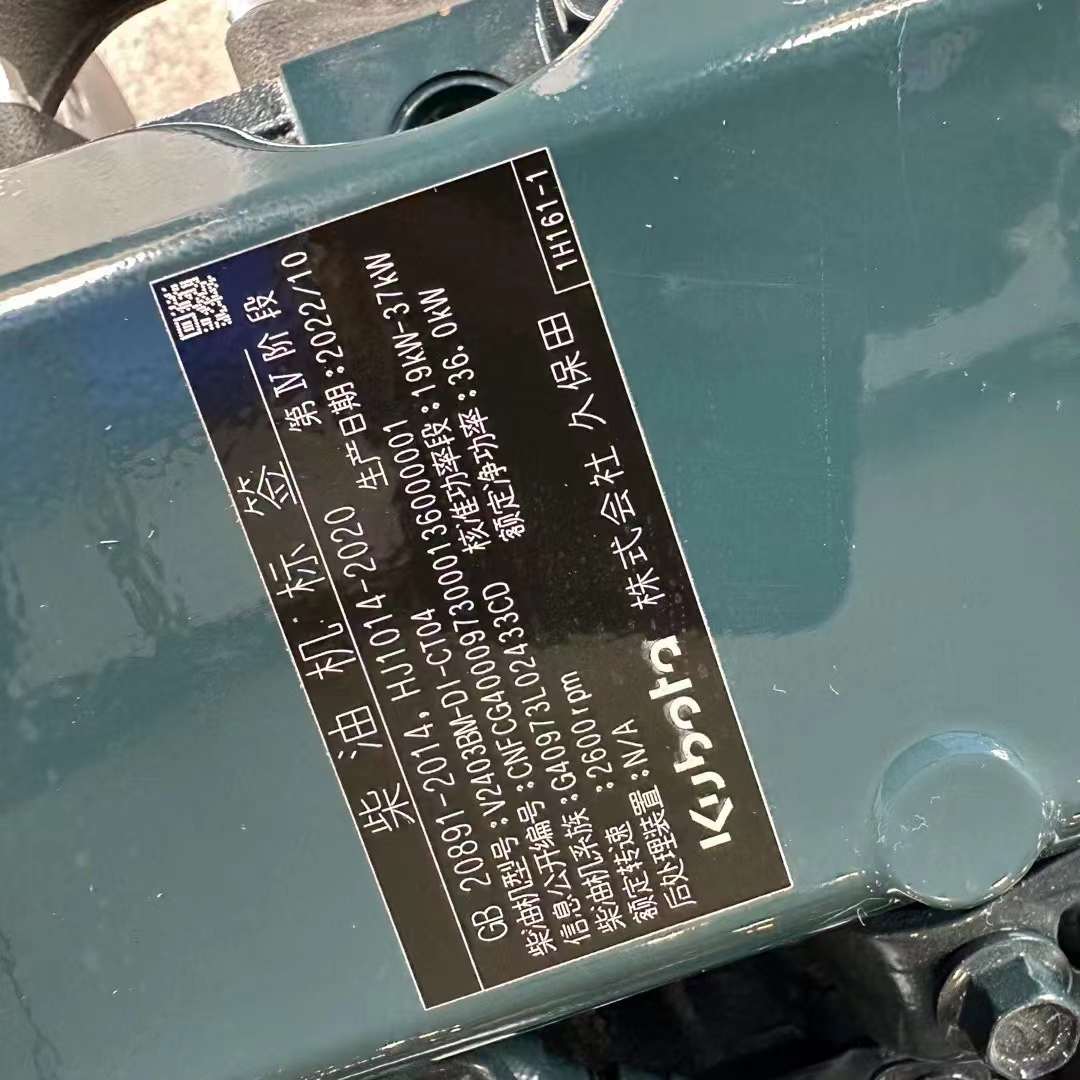 柴油机标签
第Ⅳ阶段
GB 20891-2014, HJ1014-2020 生产日期:2022/10
柴油机型号:V2403BM-DI-CT04
信息公开编号:CNFCG4000097300013600001
柴油机系族:G40973L02433CD 核准功率段:19kW-37kW
额定转速:2600rpm 额定净功率:36.0kW
后处理装置:N/A
Kubota 株式会社 久保田
1H161-1